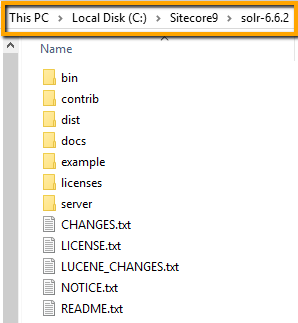 This PC > Local Disk (C:) > Sitecore9 > solr-6.6.2
Name
bin
contrib
dist
docs
example
licenses
server
CHANGES.txt
LICENSE.txt
LUCENE_CHANGES.txt
NOTICE.txt
README.txt